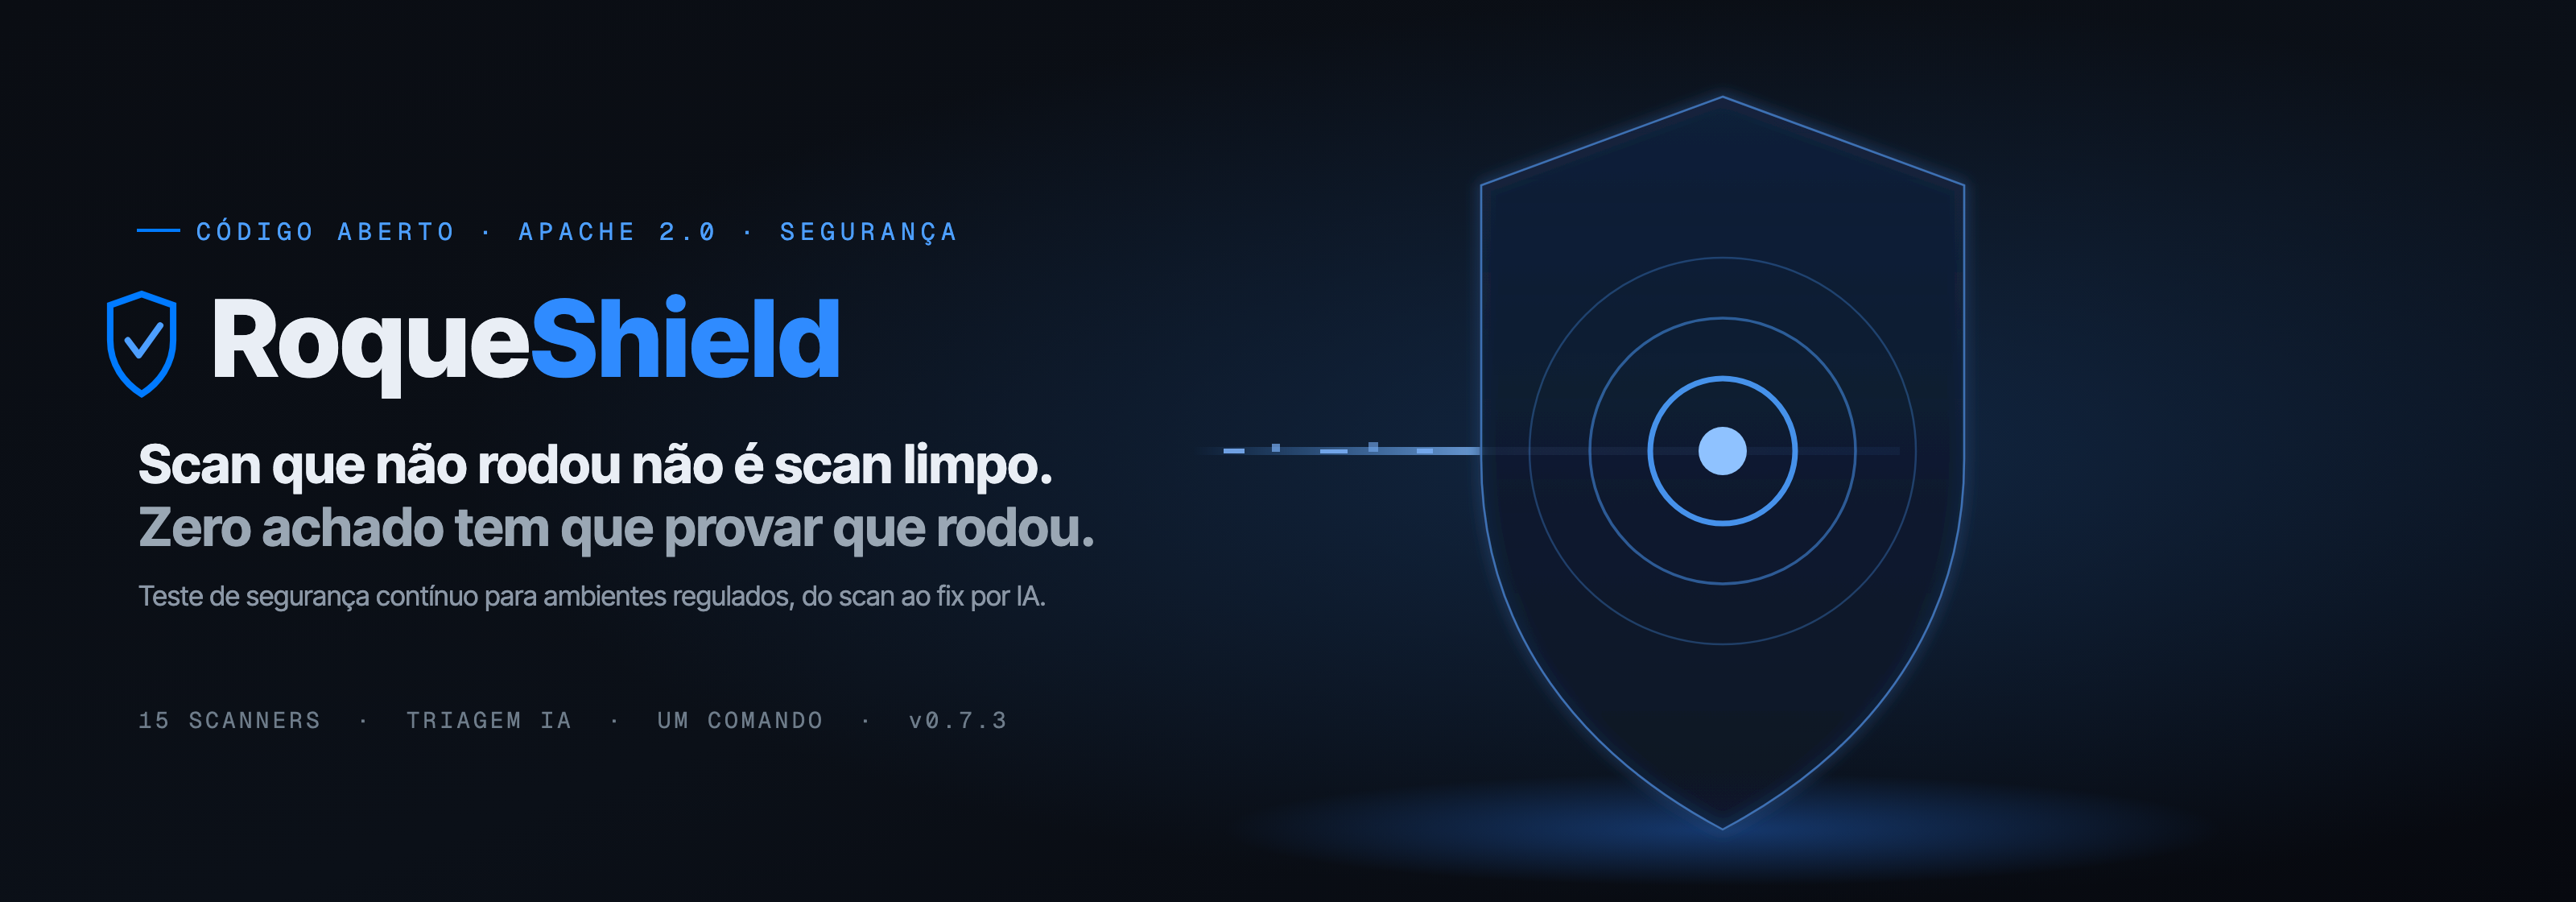 CÓDIGO ABERTO · APACHE 2.0 · SEGURANÇA
RoqueShield
Scan que não rodou não é scan limpo.
Zero achado tem que provar que rodou.
Teste de segurança contínuo para ambientes regulados, do scan ao fix por IA.
15 SCANNERS · TRIAGEM IA · UM COMANDO · v0.7.3